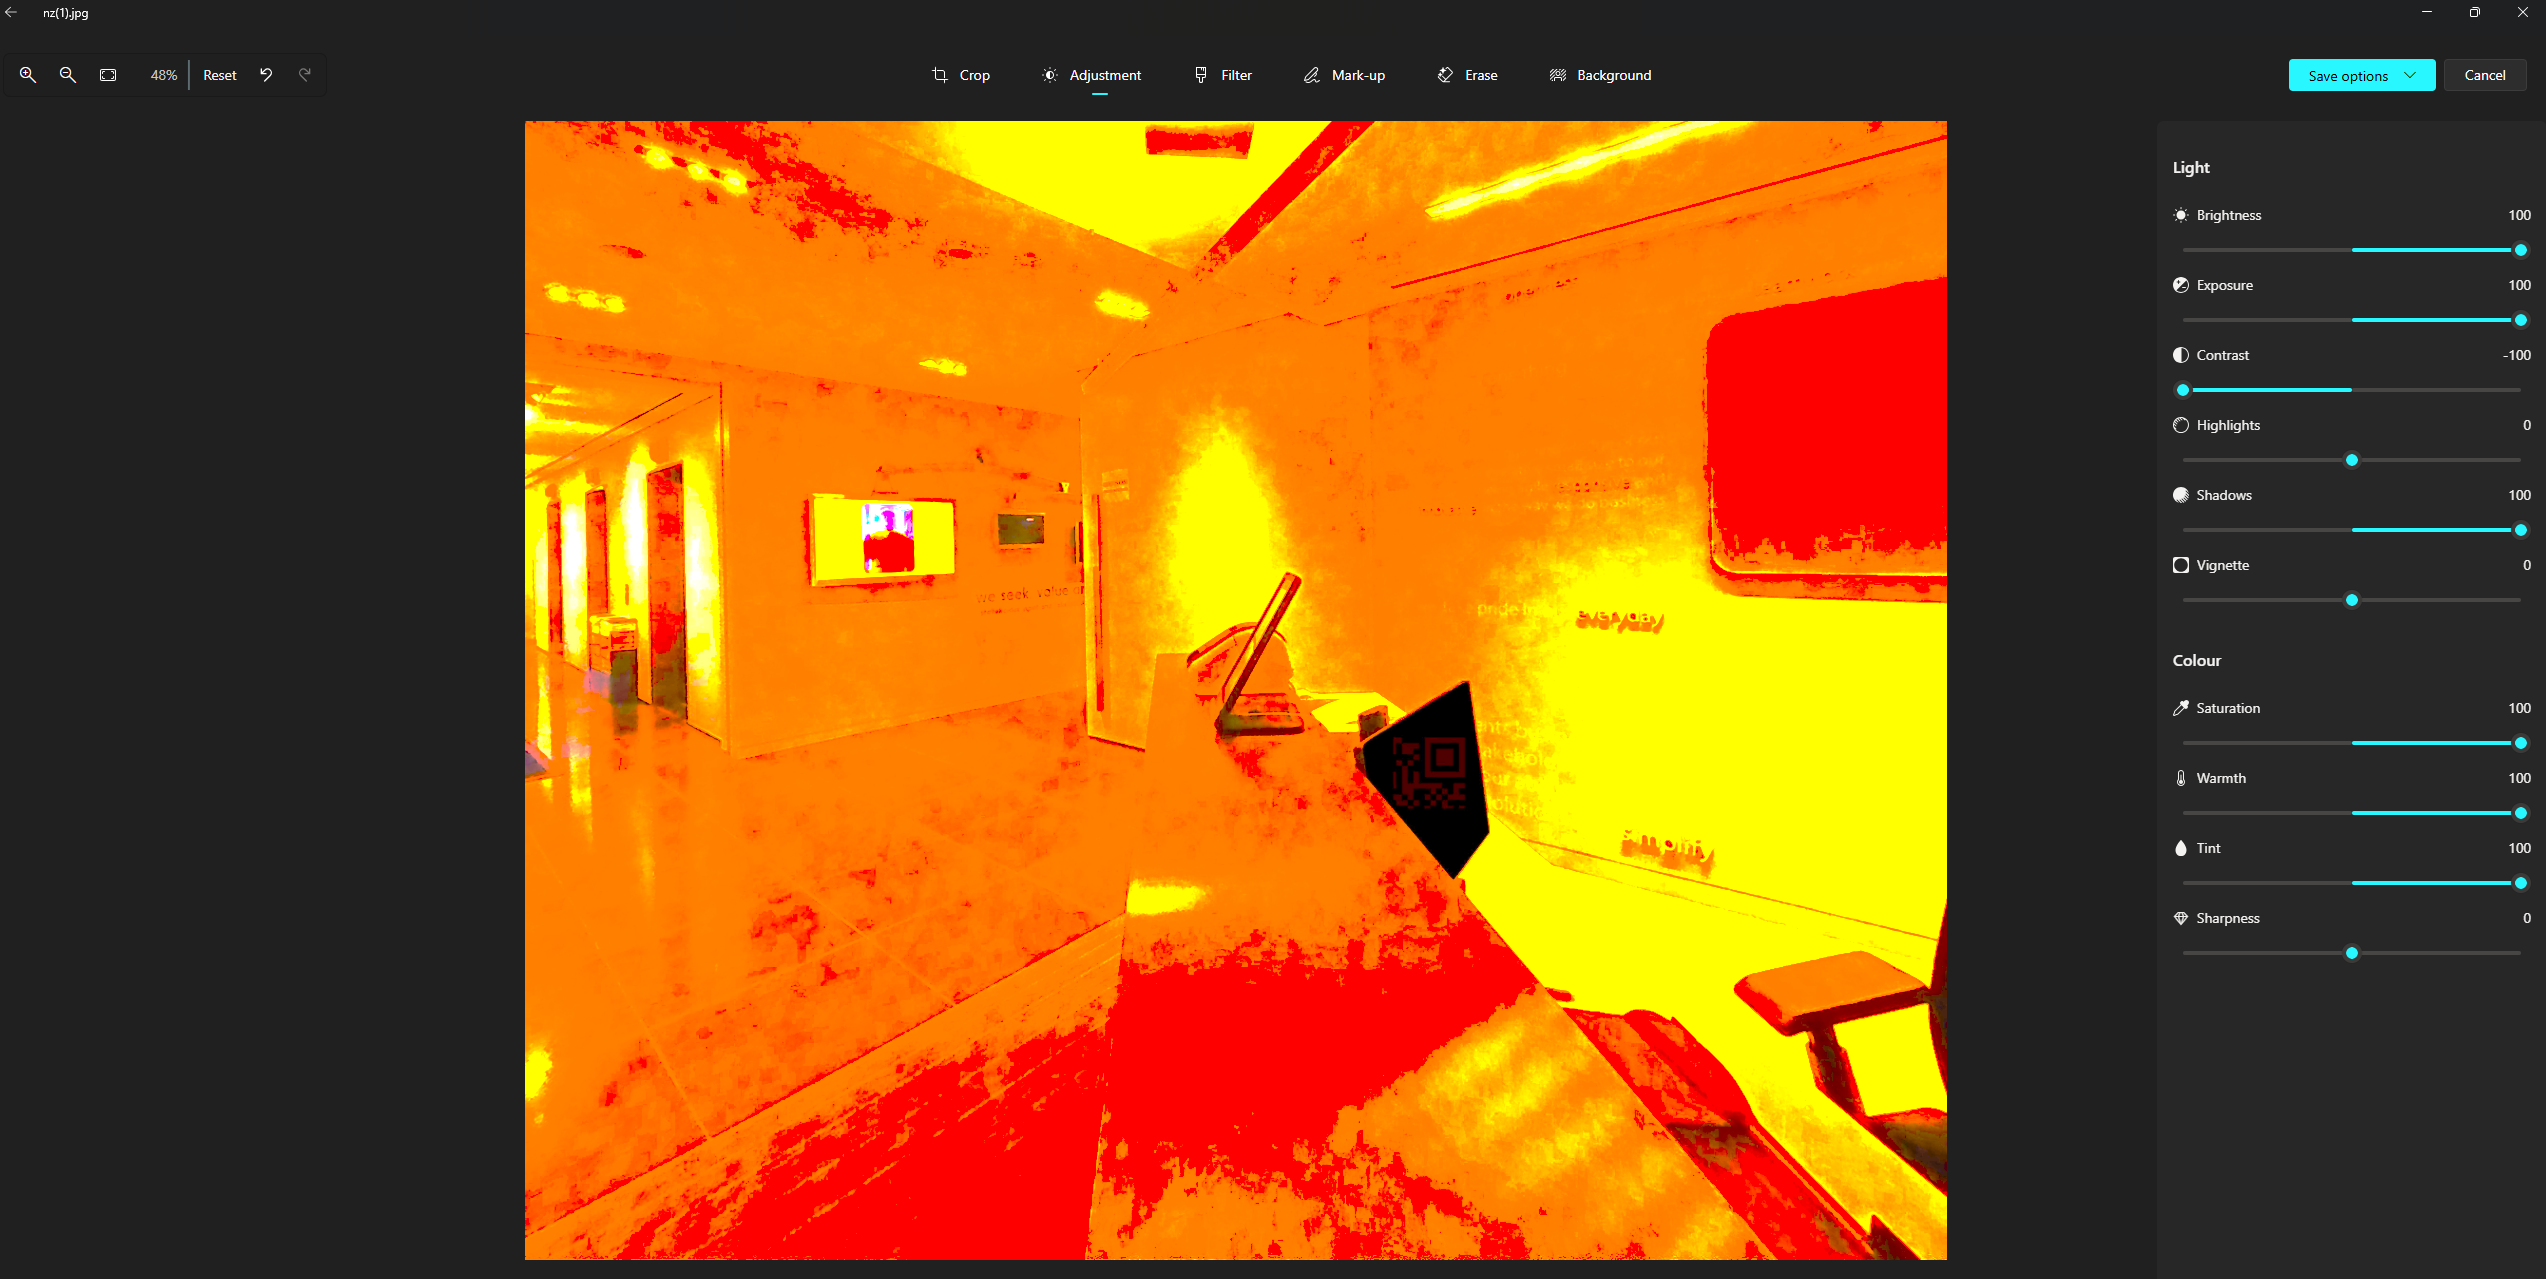 nz(1).jpg
48%
Reset
Crop
Adjustment
Filter
Mark-up
Erase
Background
Save options
Cancel
Light
Brightness 100
Exposure 100
Contrast -100
Highlights 0
Shadows 100
Vignette 0
Colour
Saturation 100
Warmth 100
Tint 100
Sharpness 0
we seek value
pride
everyday
simplify